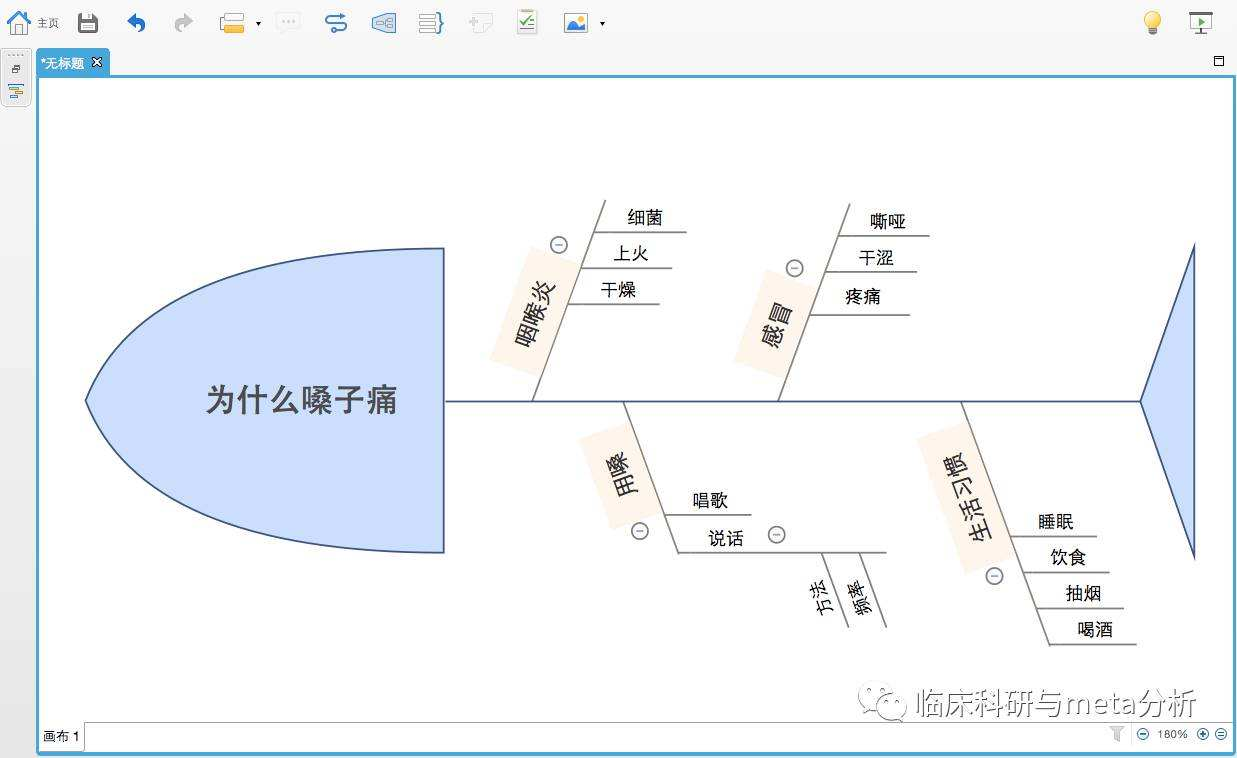 主页
*无标题
细菌
上火
干燥
咽喉炎
嘶哑
干涩
疼痛
感冒
为什么嗓子痛
用嗓
唱歌
说话
方法
频率
生活习惯
睡眠
饮食
抽烟
喝酒
临床科研与meta分析
画布 1
180%